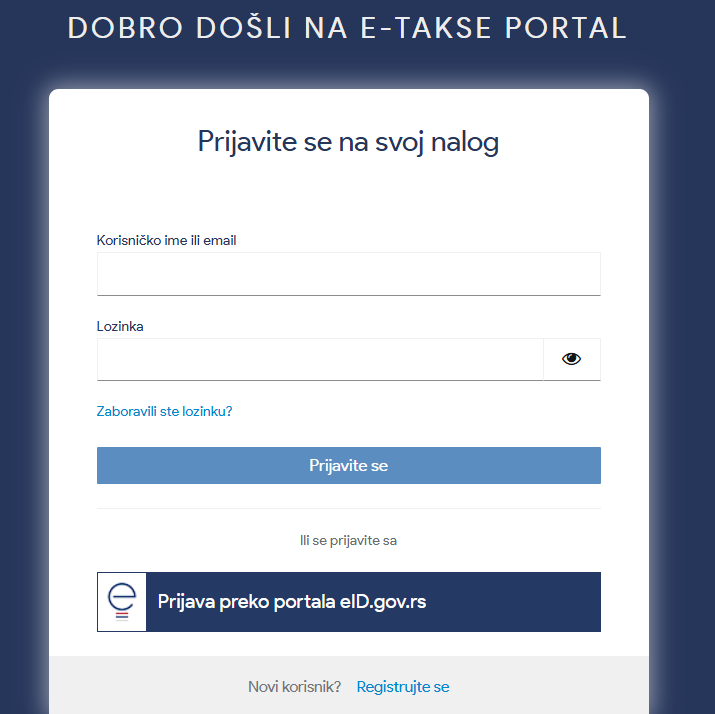 DOBRO DOŠLI NA E-TAKSE PORTAL
Prijavite se na svoj nalog
Korisničko ime ili email
Lozinka
Zaboravili ste lozinku?
Prijavite se
Ili se prijavite sa
Prijava preko portala eID.gov.rs
Novi korisnik? Registrujte se